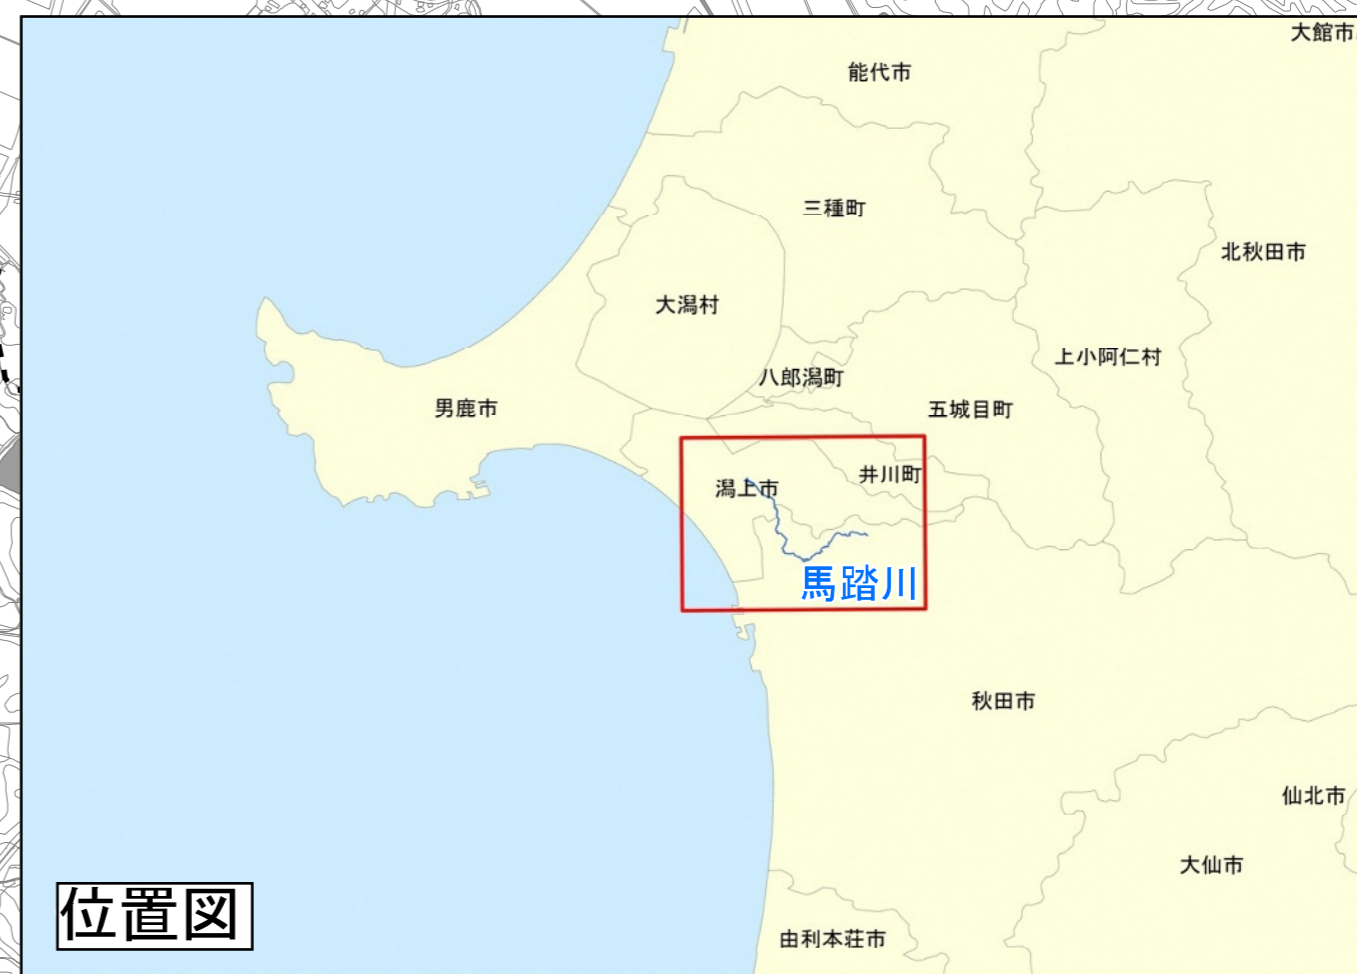 大館市
能代市
三種町
北秋田市
大潟村
上小阿仁村
八郎潟町
男鹿市
五城目町
井川町
潟上市
馬踏川
秋田市
仙北市
大仙市
位置図
由利本荘市